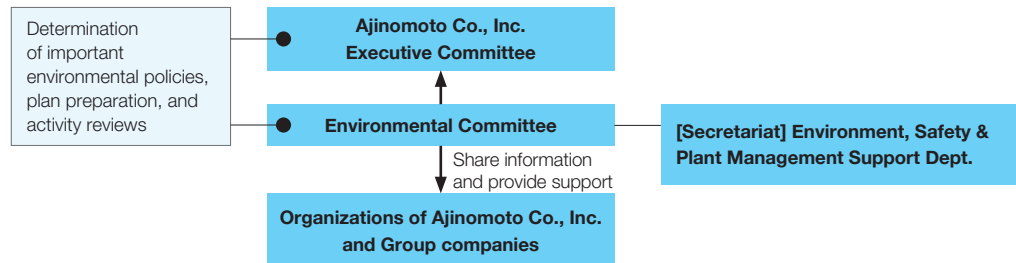 Determination
of important
environmental policies,
plan preparation, and
activity reviews
Ajinomoto Co., Inc.
Executive Committee
Environmental Committee
[Secretariat] Environment, Safety &
Plant Management Support Dept.
Share information
and provide support
Organizations of Ajinomoto Co., Inc.
and Group companies